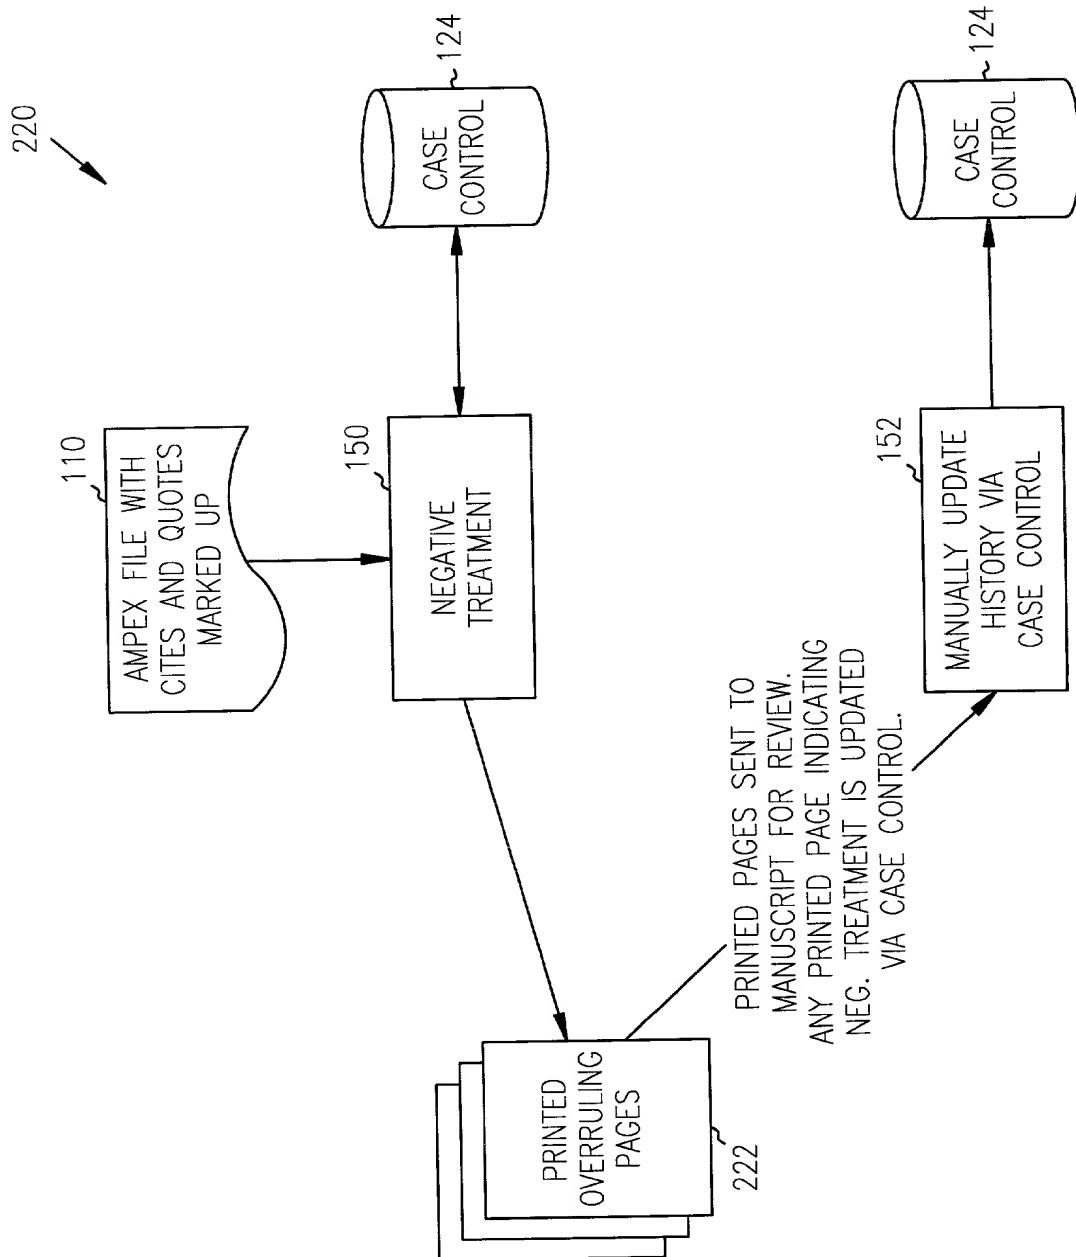 220
110
AMPEX FILE WITH
CITES AND QUOTES
MARKED UP
150
NEGATIVE
TREATMENT
124
CASE
CONTROL
PRINTED
OVERRULING
PAGES
222
PRINTED PAGES SENT TO
MANUSCRIPT FOR REVIEW.
ANY PRINTED PAGE INDICATING
NEG. TREATMENT IS UPDATED
VIA CASE CONTROL.
152
MANUALLY UPDATE
HISTORY VIA
CASE CONTROL
124
CASE
CONTROL